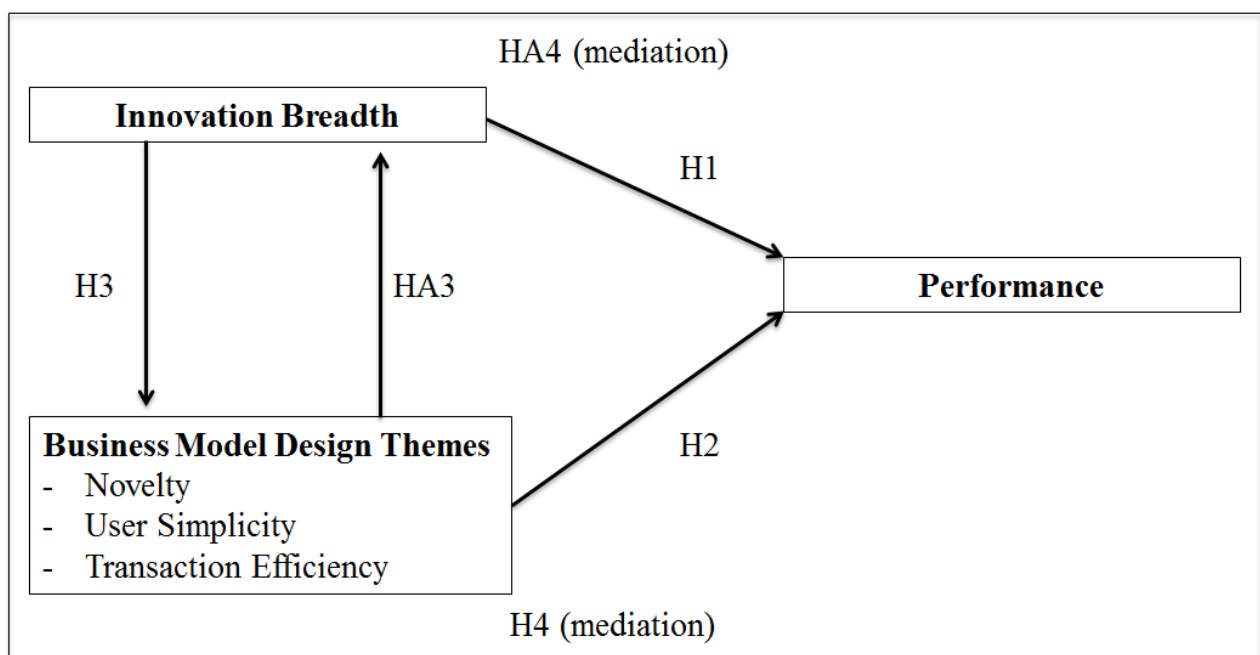 HA4 (mediation)
Innovation Breadth
H1
H3
HA3
Performance
Business Model Design Themes
- Novelty
- User Simplicity
- Transaction Efficiency
H2
H4 (mediation)